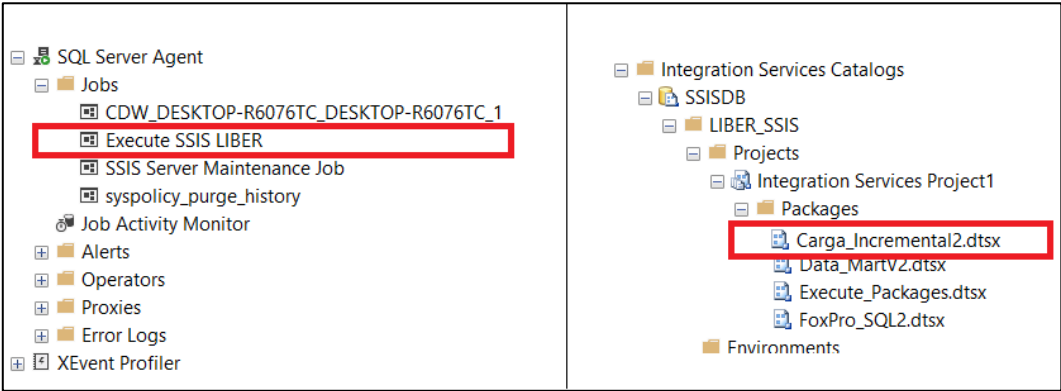 SQL Server Agent
Jobs
CDW_DESKTOP-R6076TC_DESKTOP-R6076TC_1
Execute SSIS LIBER
SSIS Server Maintenance Job
syspolicy_purge_history
Job Activity Monitor
Alerts
Operators
Proxies
Error Logs
XEvent Profiler
Integration Services Catalogs
SSISDB
LIBER_SSIS
Projects
Integration Services Project1
Packages
Carga_Incremental2.dtsx
Data_MartV2.dtsx
Execute_Packages.dtsx
FoxPro_SQL2.dtsx
Environments